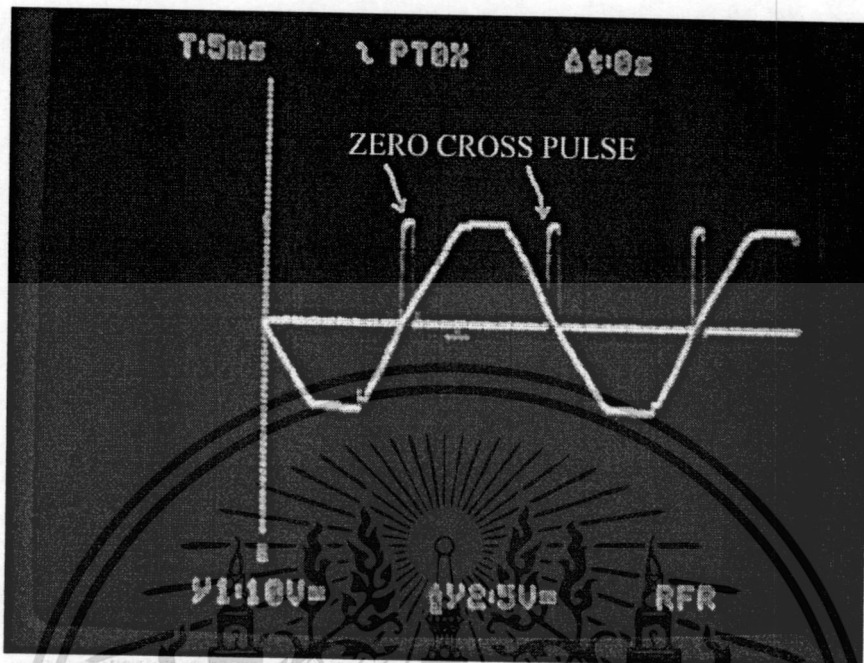 T:5ms ʅ PT0% Δt:0s
ZERO CROSS PULSE
Y1:10V= Y2:5V= RFR